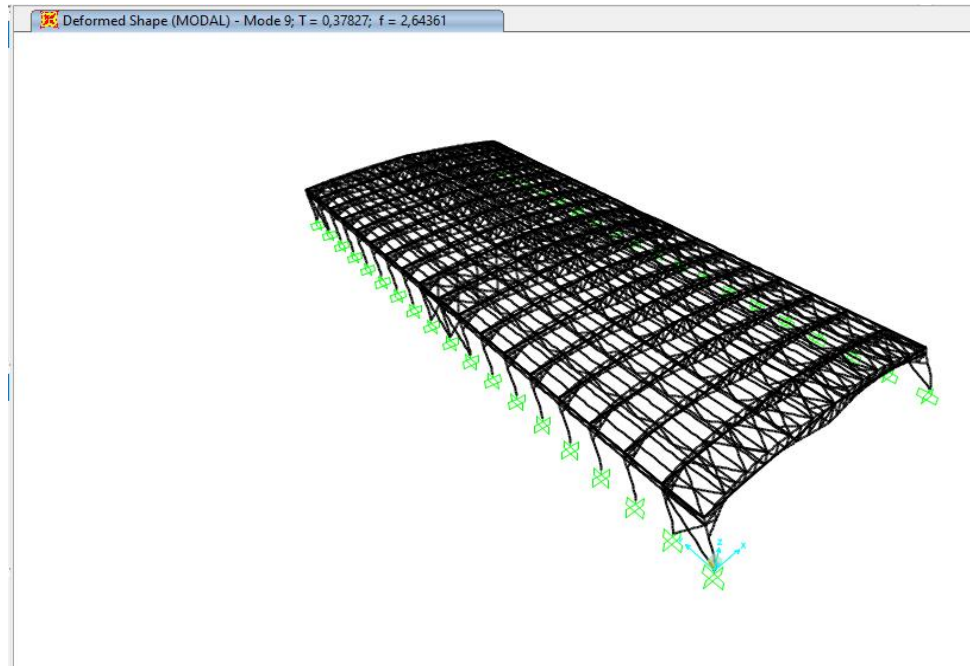 Deformed Shape (MODAL) - Mode 9; T = 0,37827; f = 2,64361
Z
X